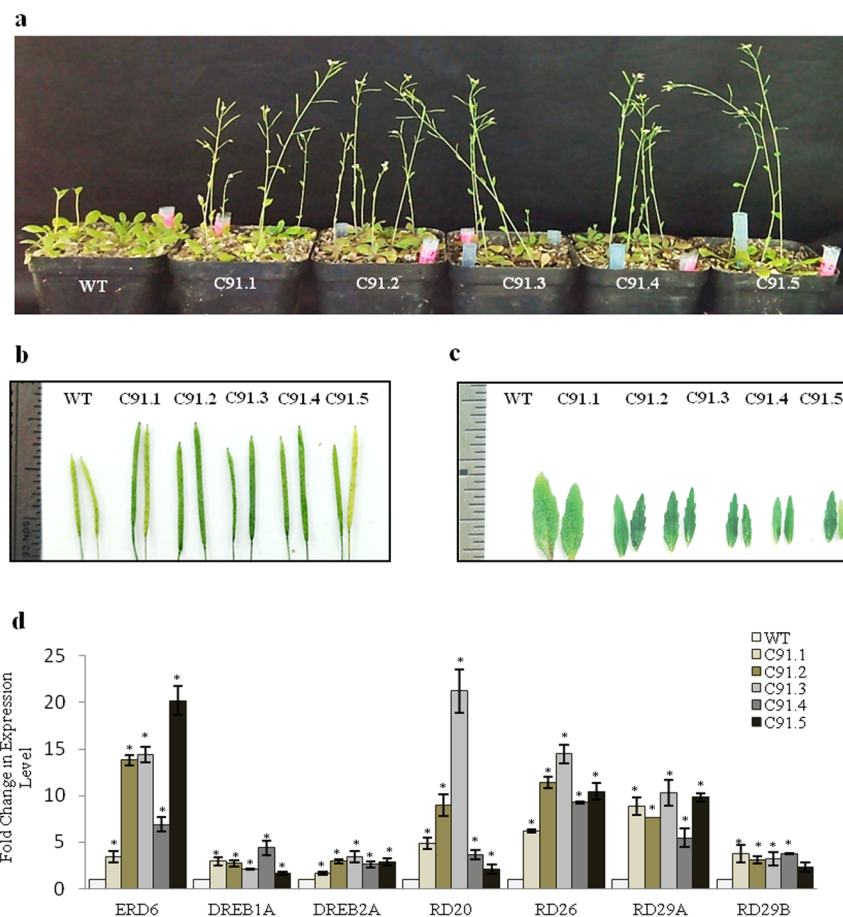 a
WT C91.1 C91.2 C91.3 C91.4 C91.5
b
WT C91.1 C91.2 C91.3 C91.4 C91.5
c
WT C91.1 C91.2 C91.3 C91.4 C91.5
d
Fold Change in Expression
Level
25
20
15
10
5
0
WT
C91.1
C91.2
C91.3
C91.4
C91.5
* * * * *
* * * * *
* * * * *
* * * * *
* * * * *
* * * * *
* * * *
ERD6 DREB1A DREB2A RD20 RD26 RD29A RD29B